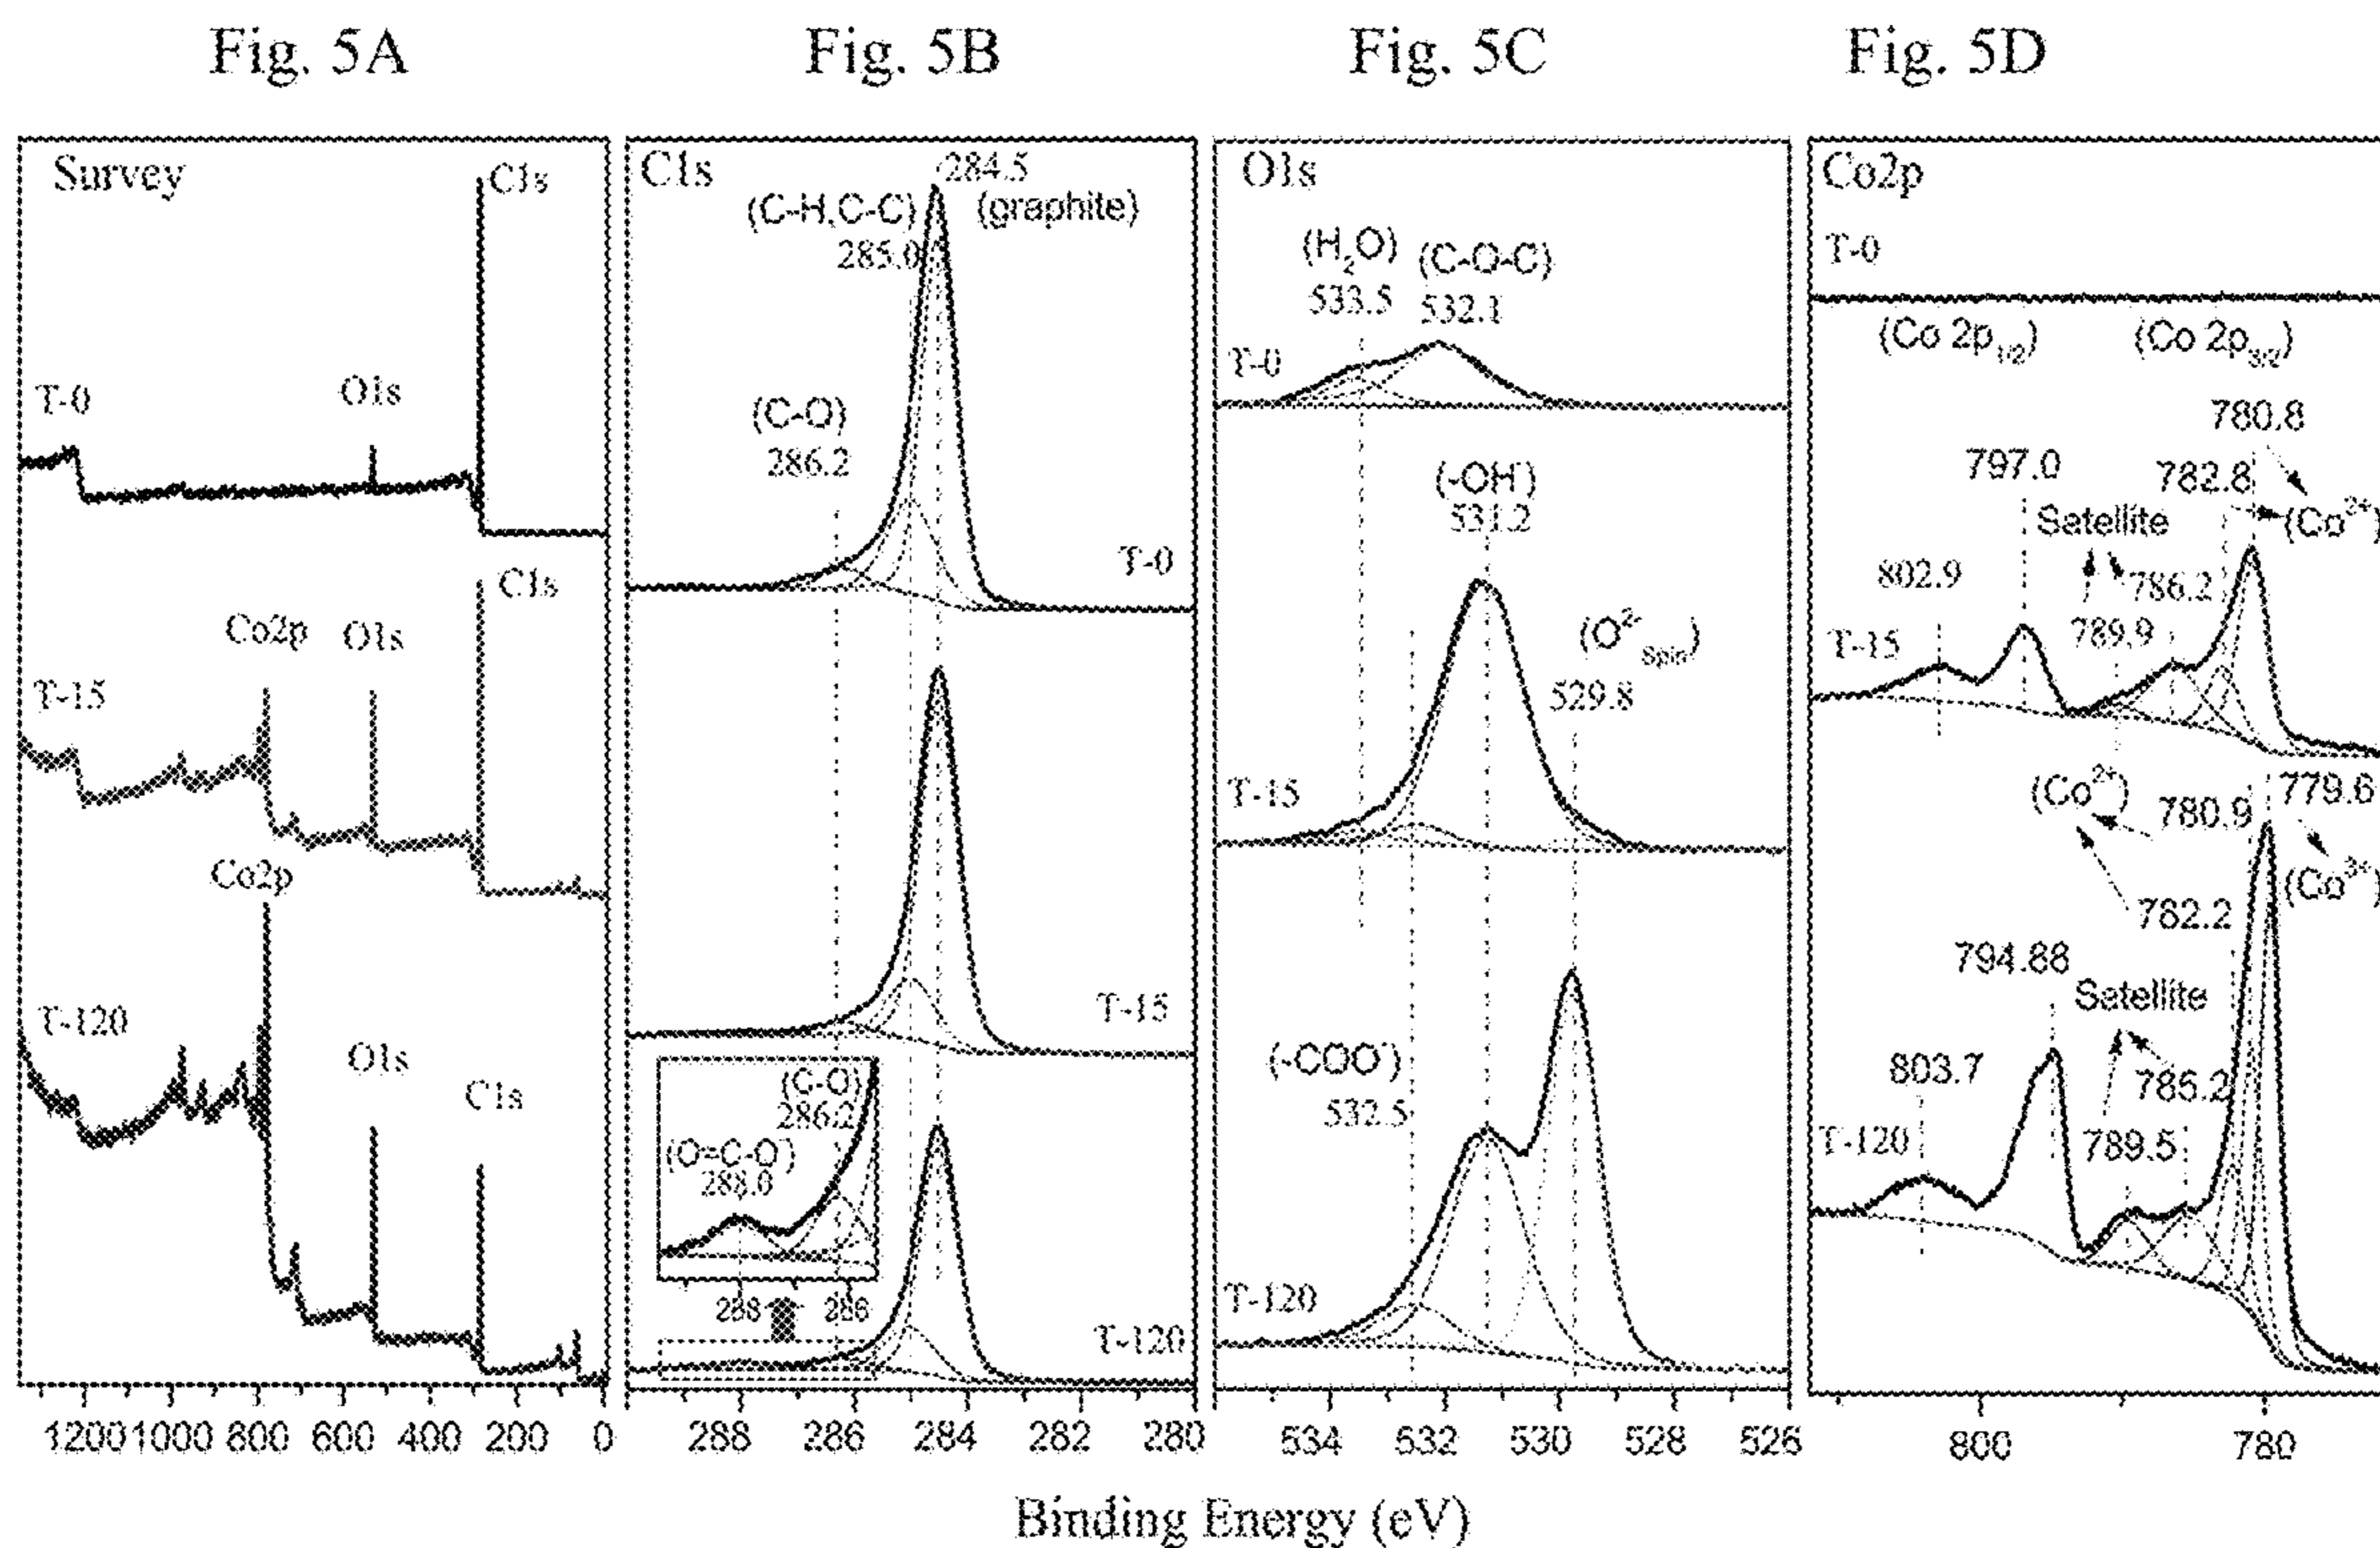 Fig. 5A
Fig. 5B
Fig. 5C
Fig. 5D
Survey
C1s
T-0
O1s
C1s
Co2p
O1s
T-15
Co2p
T-120
O1s
C1s
1200 1000 800 600 400 200 0
C1s
284.5
(graphite)
(C-H,C-C)
285.0
(C-O)
286.2
T-0
T-15
(C-O)
286.2
(O=C-O⁻)
288.0
288 286
T-120
288 286 284 282 280
O1s
(H₂O)
533.5
(C-O-C)
532.1
T-0
(-OH⁻)
531.2
(O²⁻Spin)
529.8
T-15
(-COO⁻)
532.5
T-120
534 532 530 528 526
Co2p
T-0
(Co 2p1/2)
(Co 2p3/2)
780.8
797.0
782.8
Satellite
(Co²⁺)
802.9
786.2
789.9
T-15
(Co²⁺)
780.9
779.6
(Co³⁺)
782.2
794.88
Satellite
803.7
785.2
789.5
T-120
800 780
Binding Energy (eV)